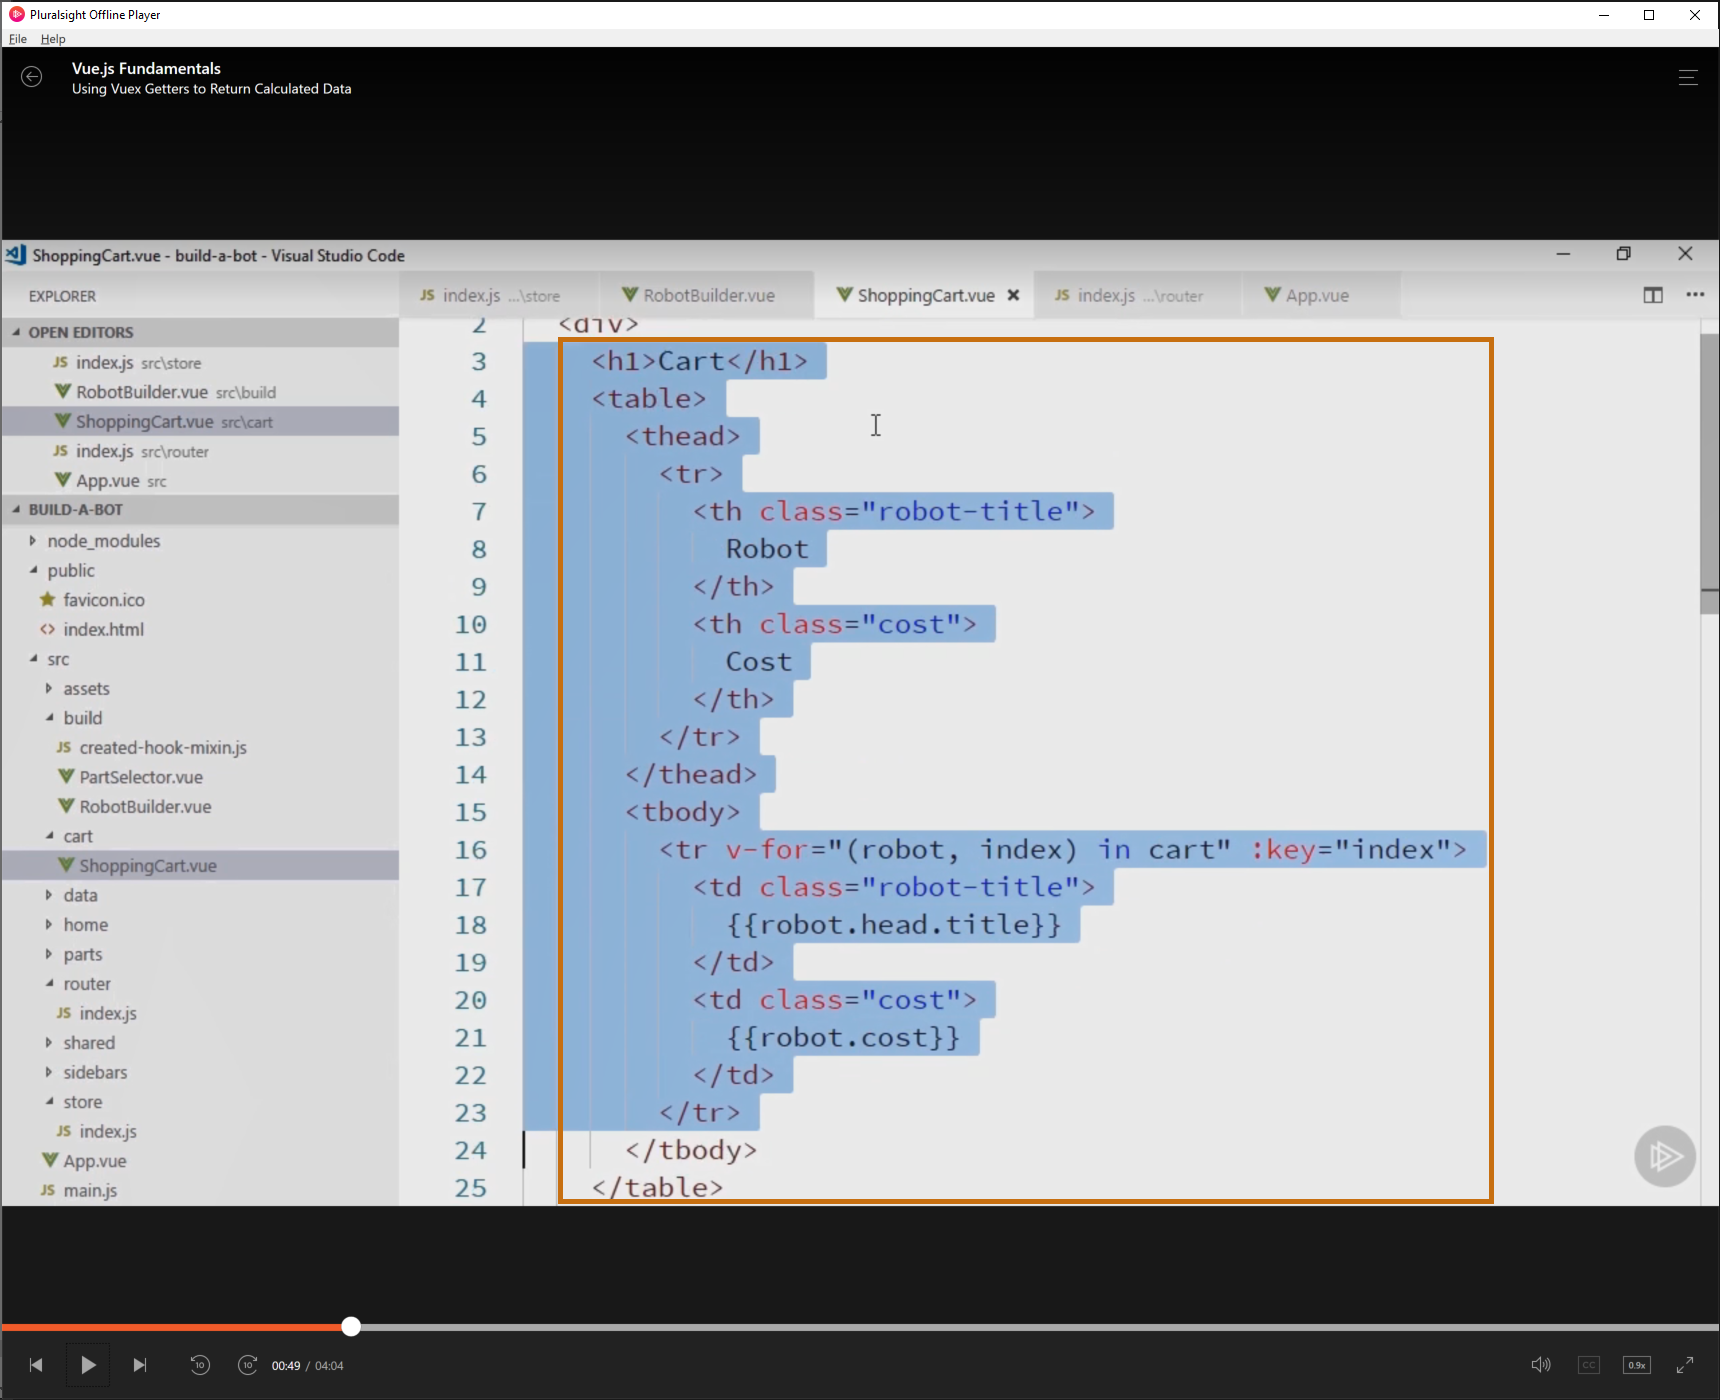 Pluralsight Offline Player
File Help
Vue.js Fundamentals
Using Vuex Getters to Return Calculated Data
ShoppingCart.vue - build-a-bot - Visual Studio Code
EXPLORER
JS index.js ...\store
RobotBuilder.vue
ShoppingCart.vue
JS index.js ...\router
App.vue
OPEN EDITORS
JS index.js src\store
RobotBuilder.vue src\build
ShoppingCart.vue src\cart
JS index.js src\router
App.vue src
BUILD-A-BOT
node_modules
public
favicon.ico
<> index.html
src
assets
build
JS created-hook-mixin.js
PartSelector.vue
RobotBuilder.vue
cart
ShoppingCart.vue
data
home
parts
router
JS index.js
shared
sidebars
store
JS index.js
App.vue
JS main.js
2 <div>
3 <h1>Cart</h1>
4 <table>
5 <thead>
6 <tr>
7 <th class="robot-title">
8 Robot
9 </th>
10 <th class="cost">
11 Cost
12 </th>
13 </tr>
14 </thead>
15 <tbody>
16 <tr v-for="(robot, index) in cart" :key="index">
17 <td class="robot-title">
18 {{robot.head.title}}
19 </td>
20 <td class="cost">
21 {{robot.cost}}
22 </td>
23 </tr>
24 </tbody>
25 </table>
10 10 00:49 / 04:04
CC 0.9x